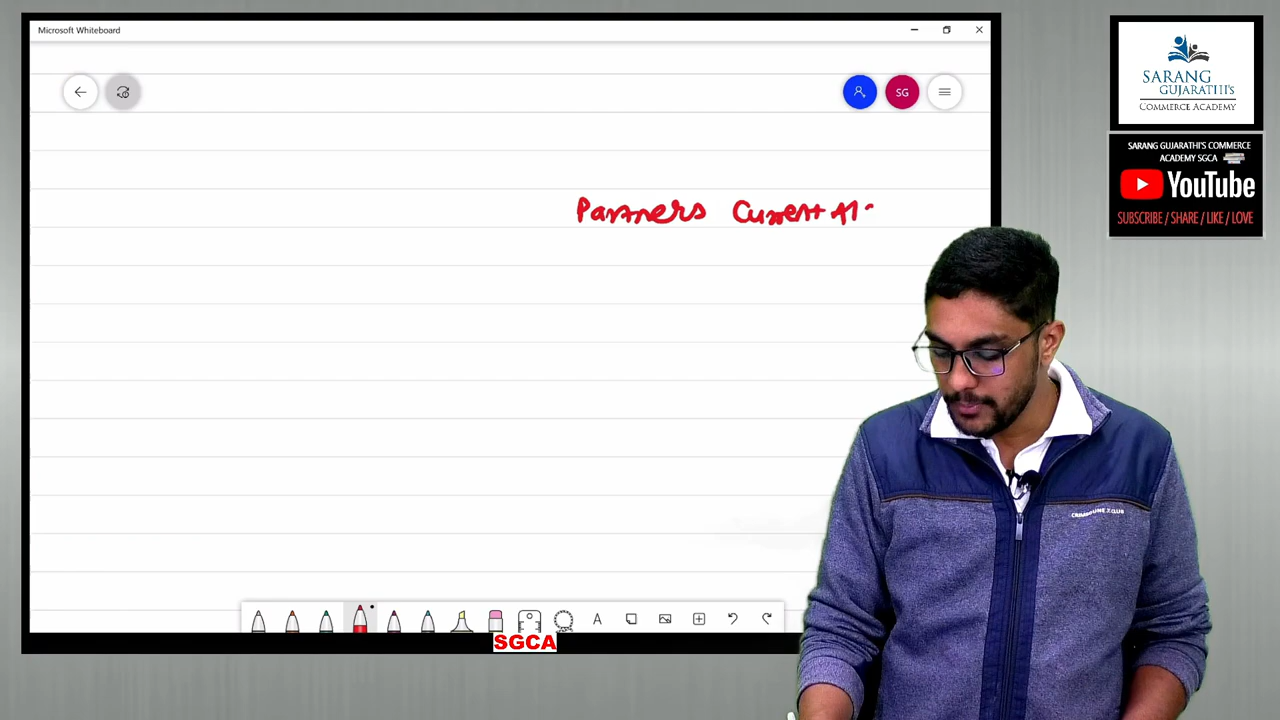 Microsoft Whiteboard
SG
Partners Current A/c
A
SGCA
SARANG
GUJARATHI'S
COMMERCE ACADEMY
SARANG GUJARATHI'S COMMERCE
ACADEMY SGCA
YouTube
SUBSCRIBE / SHARE / LIKE / LOVE